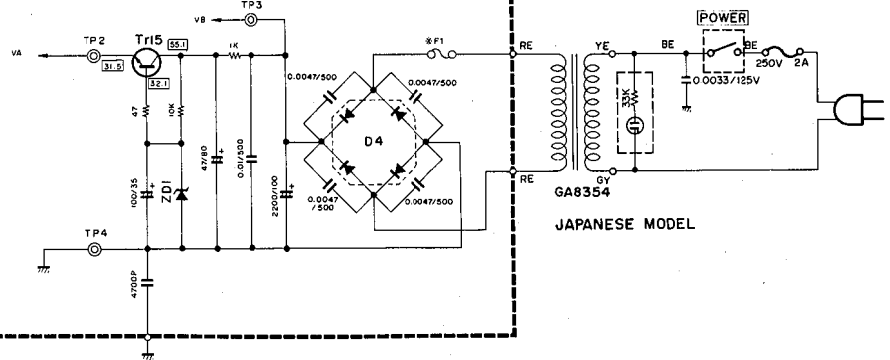 TP3
VB
POWER
TP2
Tr15
55.1
1K
※F1
RE
YE
BE
BE
VA
31.5
32.1
0.0047/500
0.0047/500
250V 2A
0.0033/125V
47
10K
33K
47/80
0.01/500
D4
100/35
+
ZD1
+
2200/100
+
0.0047
/500
0.0047/500
RE
GY
GA8354
TP4
JAPANESE MODEL
4700P